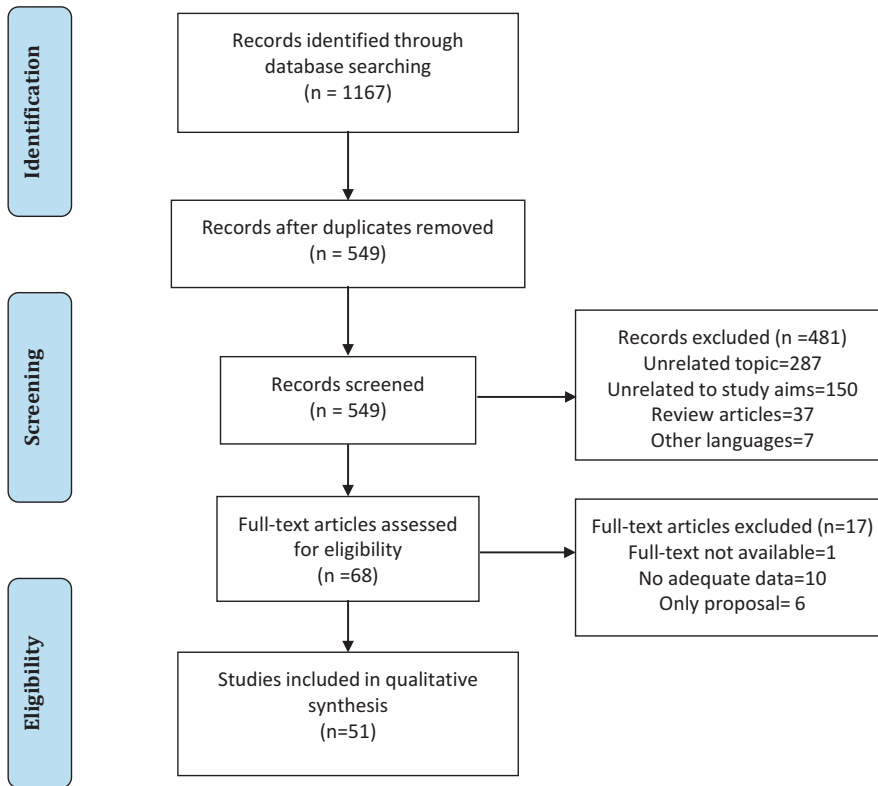 Identification
Records identified through
database searching
(n = 1167)
Records after duplicates removed
(n = 549)
Screening
Records screened
(n = 549)
Records excluded (n =481)
Unrelated topic=287
Unrelated to study aims=150
Review articles=37
Other languages=7
Full-text articles assessed
for eligibility
(n =68)
Full-text articles excluded (n=17)
Full-text not available=1
No adequate data=10
Only proposal= 6
Eligibility
Studies included in qualitative
synthesis
(n=51)